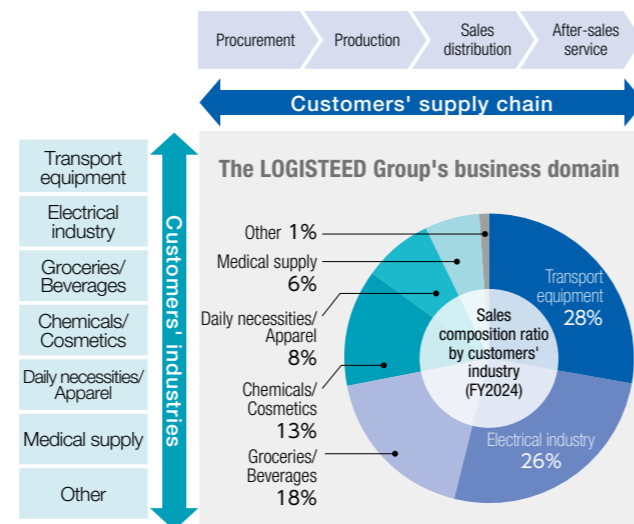 Procurement
Production
Sales
distribution
After-sales
service
Customers' supply chain
Transport
equipment
Electrical
industry
Groceries/
Beverages
Chemicals/
Cosmetics
Daily necessities/
Apparel
Medical supply
Other
Customers' industries
The LOGISTEED Group's business domain
Other 1%
Medical supply
6%
Daily necessities/
Apparel
8%
Chemicals/
Cosmetics
13%
Groceries/
Beverages
18%
Transport
equipment
28%
Electrical industry
26%
Sales
composition ratio
by customers'
industry
(FY2024)